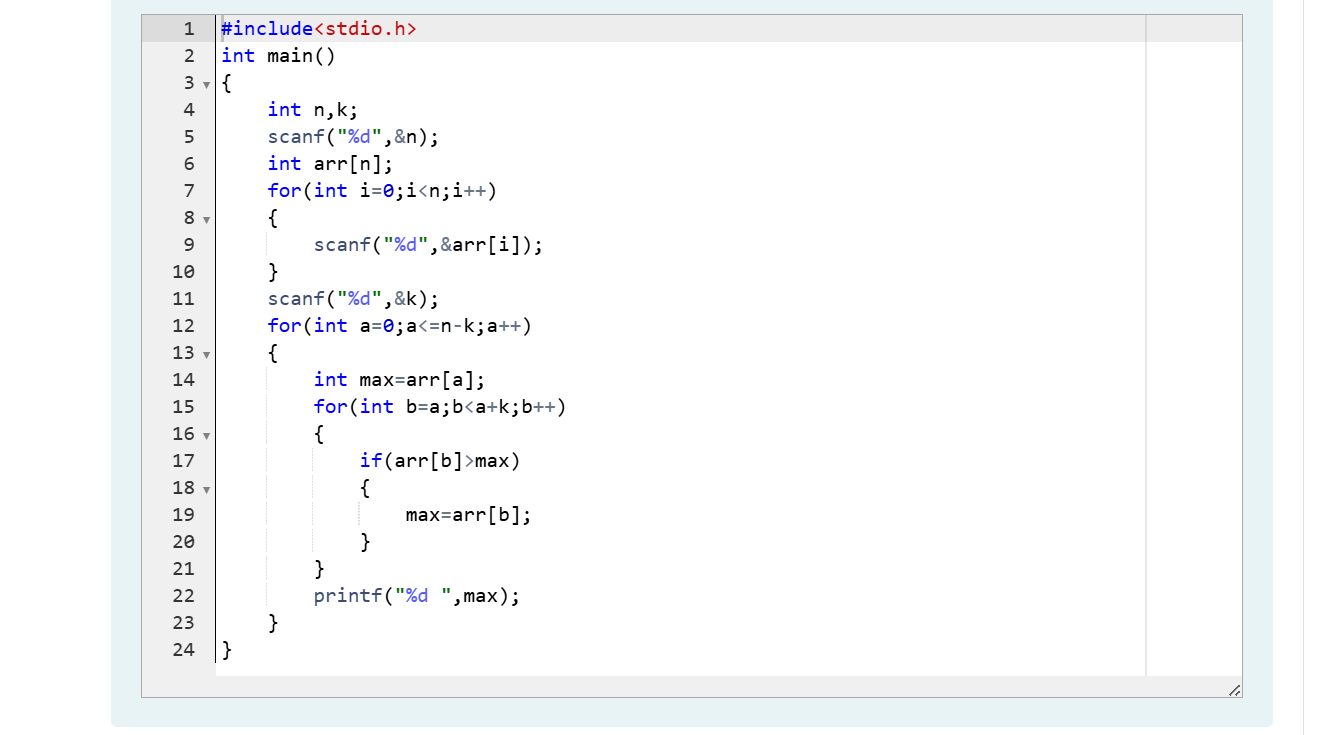 1 #include<stdio.h>
2 int main()
3 {
4     int n,k;
5     scanf("%d",&n);
6     int arr[n];
7     for(int i=0;i<n;i++)
8     {
9         scanf("%d",&arr[i]);
10     }
11     scanf("%d",&k);
12     for(int a=0;a<=n-k;a++)
13     {
14         int max=arr[a];
15         for(int b=a;b<a+k;b++)
16         {
17             if(arr[b]>max)
18             {
19                 max=arr[b];
20             }
21         }
22         printf("%d ",max);
23     }
24 }